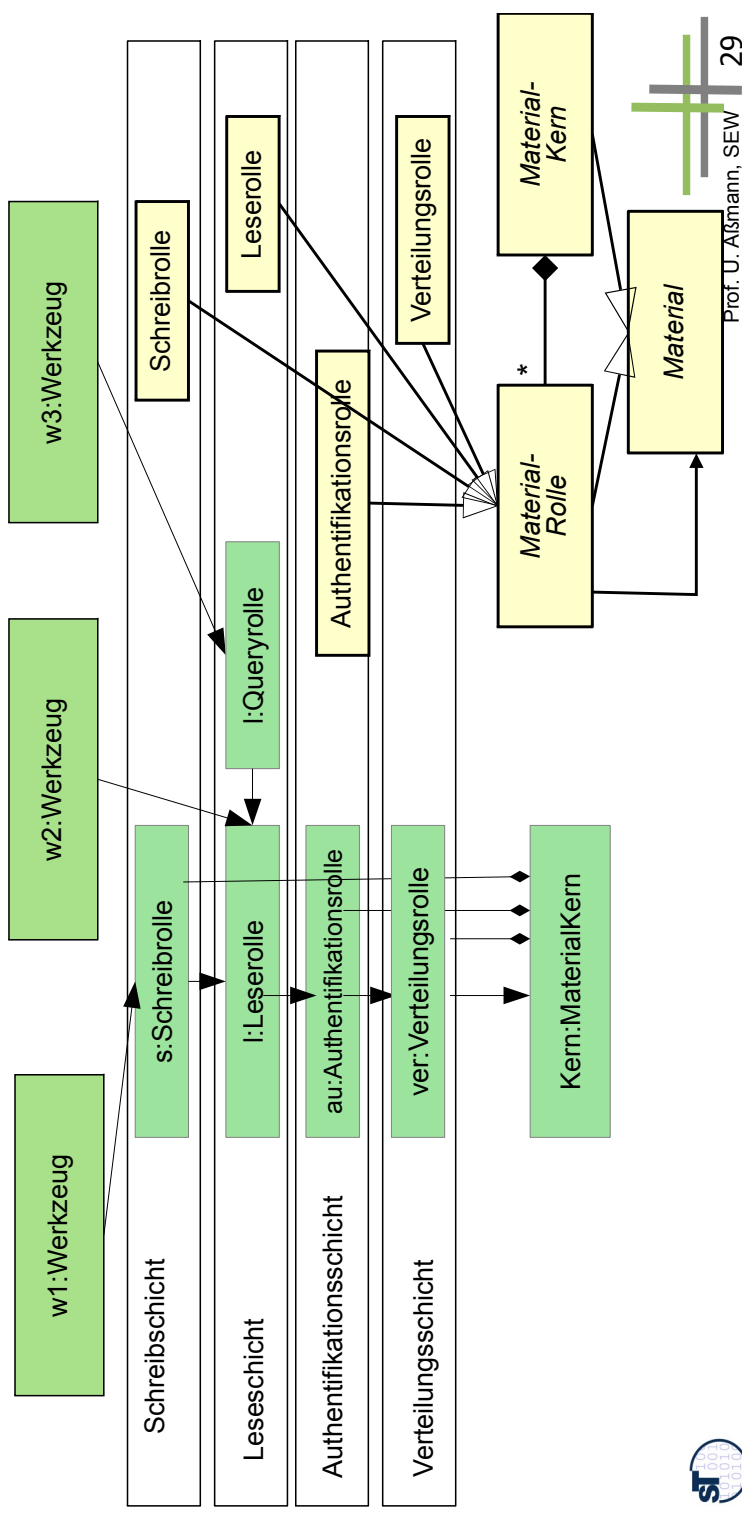 w1:Werkzeug
w2:Werkzeug
w3:Werkzeug
Schreibschicht
s:Schreibrolle
Schreibrolle
Leseschicht
l:Leserolle
l:Queryrolle
Leserolle
Authentifikationsschicht
au:Authentifikationsrolle
Authentifikationsrolle
Verteilungsschicht
ver:Verteilungsrolle
Verteilungsrolle
Kern:MaterialKern
*
Material-
Rolle
Material-
Kern
Material
Prof. U. Aßmann, SEW
29
ST